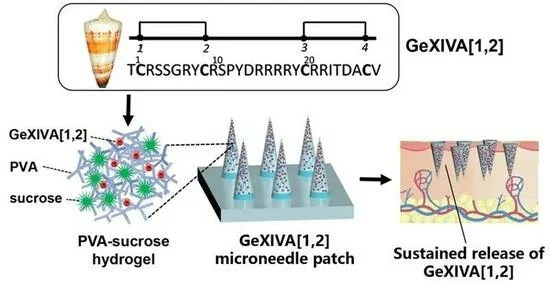 GeXIVA[1,2]
1 2 3 4
1 10 20
TCRSSGRYCRSPYDRRRRYCRRITDACV
GeXIVA[1,2]
PVA
sucrose
PVA-sucrose
hydrogel
GeXIVA[1,2]
microneedle patch
Sustained release of
GeXIVA[1,2]